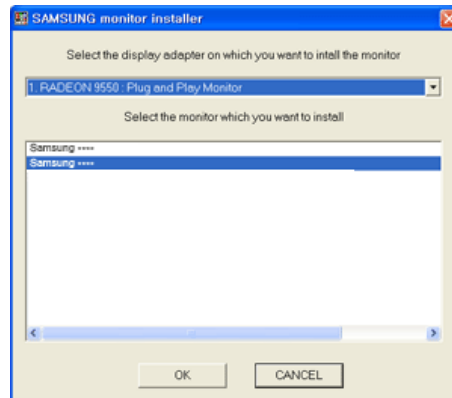 SAMSUNG monitor installer
Select the display adapter on which you want to intall the monitor
1. RADEON 9550 : Plug and Play Monitor
Select the monitor which you want to install
Samsung ----
Samsung ----
OK
CANCEL